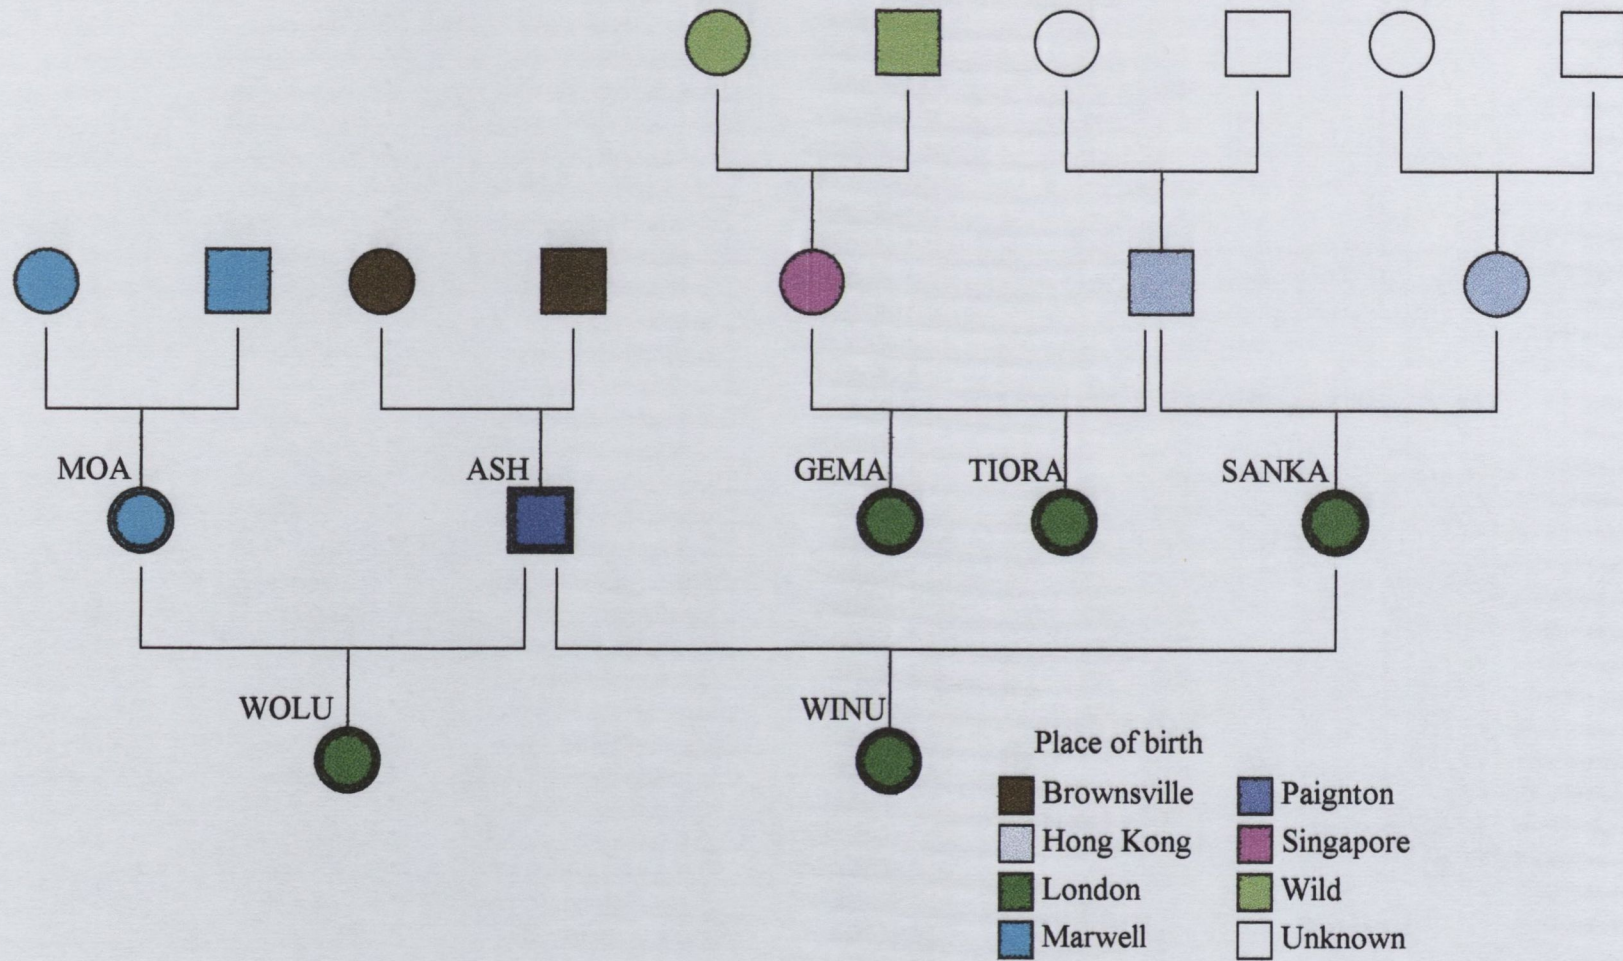 MOA
ASH
GEMA
TIORA
SANKA
WOLU
WINU
Place of birth
Brownsville
Paignton
Hong Kong
Singapore
London
Wild
Marwell
Unknown